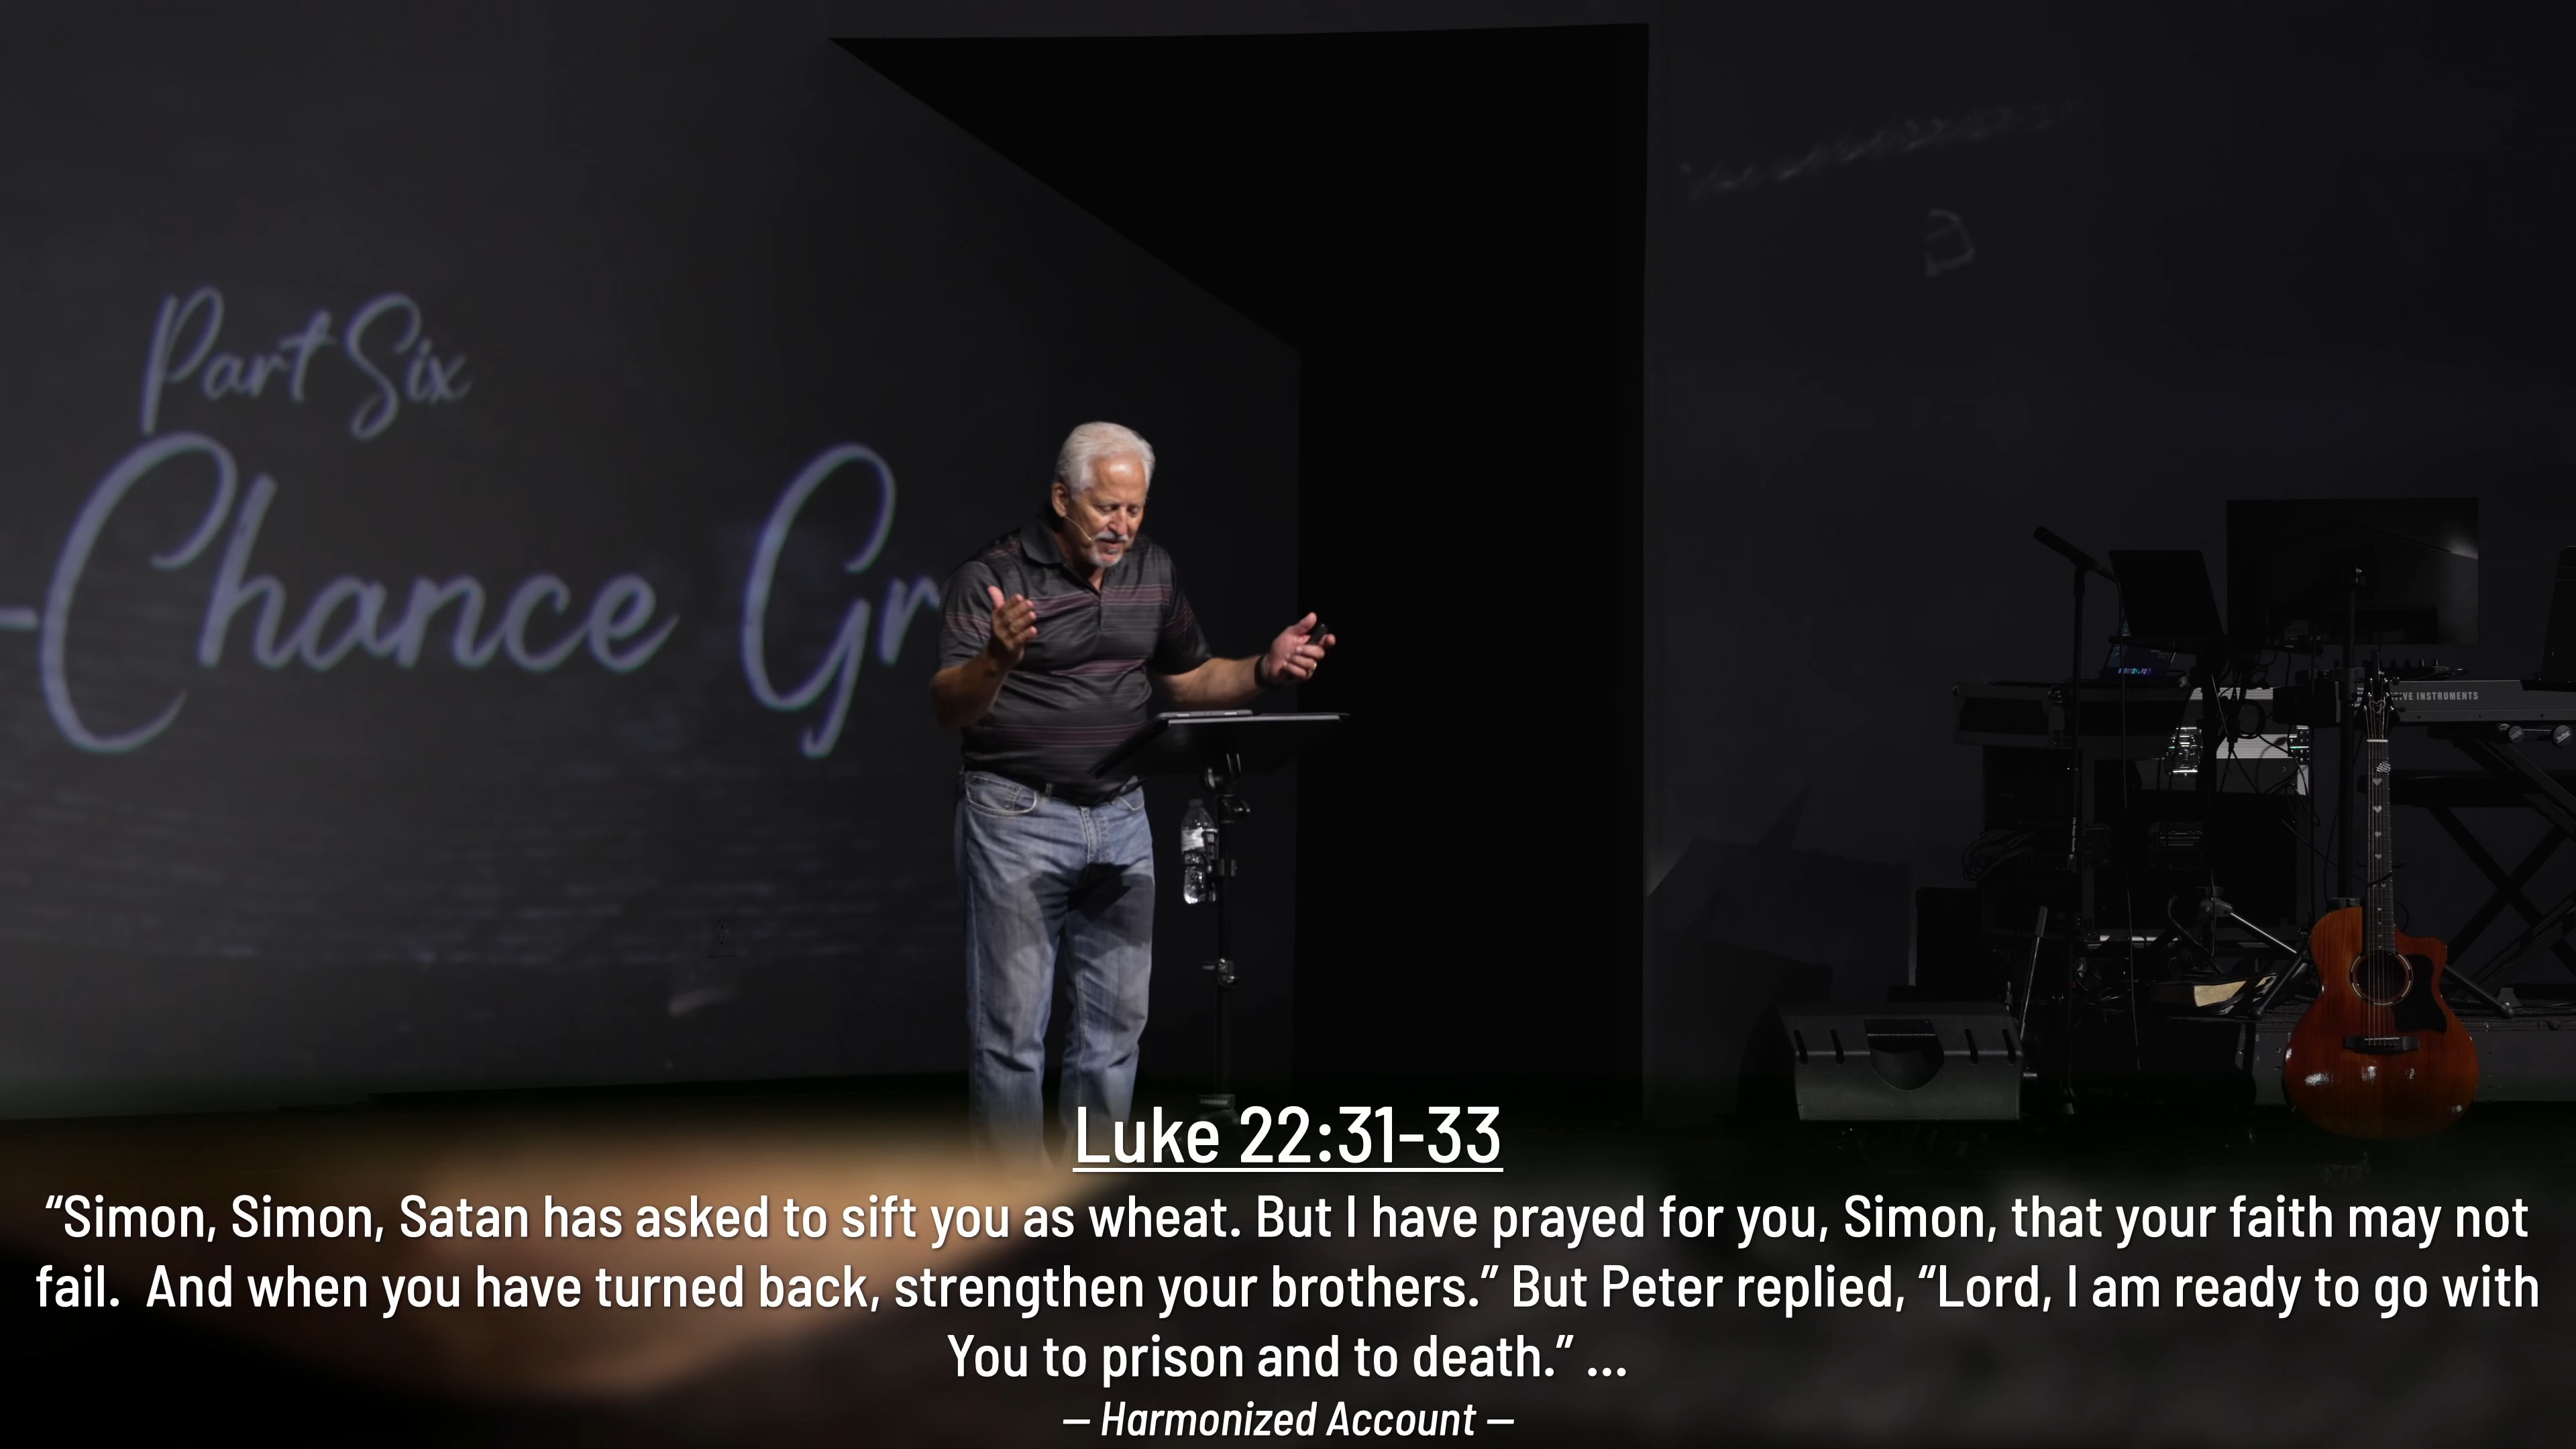 Part Six
-Chance Gr
VE INSTRUMENTS
Luke 22:31-33
“Simon, Simon, Satan has asked to sift you as wheat. But I have prayed for you, Simon, that your faith may not
fail.  And when you have turned back, strengthen your brothers.” But Peter replied, “Lord, I am ready to go with
You to prison and to death.” ...
– Harmonized Account –